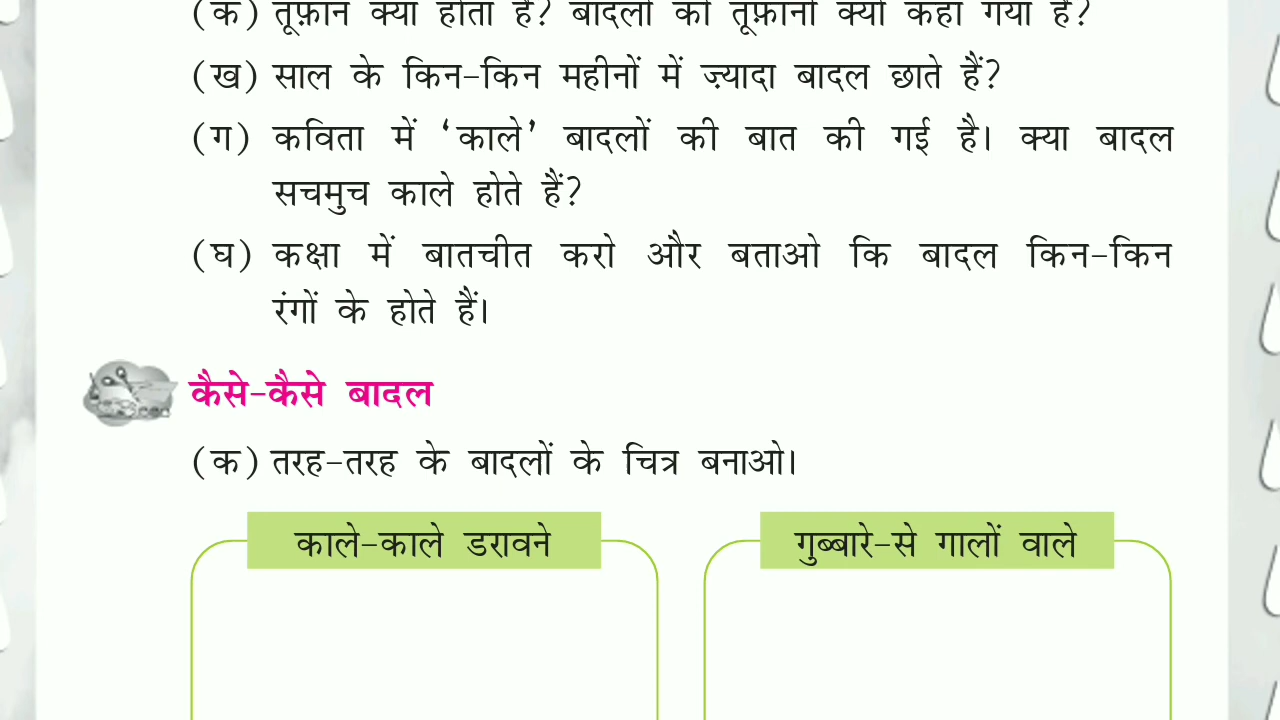 (क) तूफ़ान क्या होता है? बादलों को तूफ़ानी क्यों कहा गया है?
(ख) साल के किन-किन महीनों में ज़्यादा बादल छाते हैं?
(ग) कविता में ‘काले’ बादलों की बात की गई है। क्या बादल
सचमुच काले होते हैं?
(घ) कक्षा में बातचीत करो और बताओ कि बादल किन-किन
रंगों के होते हैं।
कैसे-कैसे बादल
(क) तरह-तरह के बादलों के चित्र बनाओ।
काले-काले डरावने
गुब्बारे-से गालों वाले